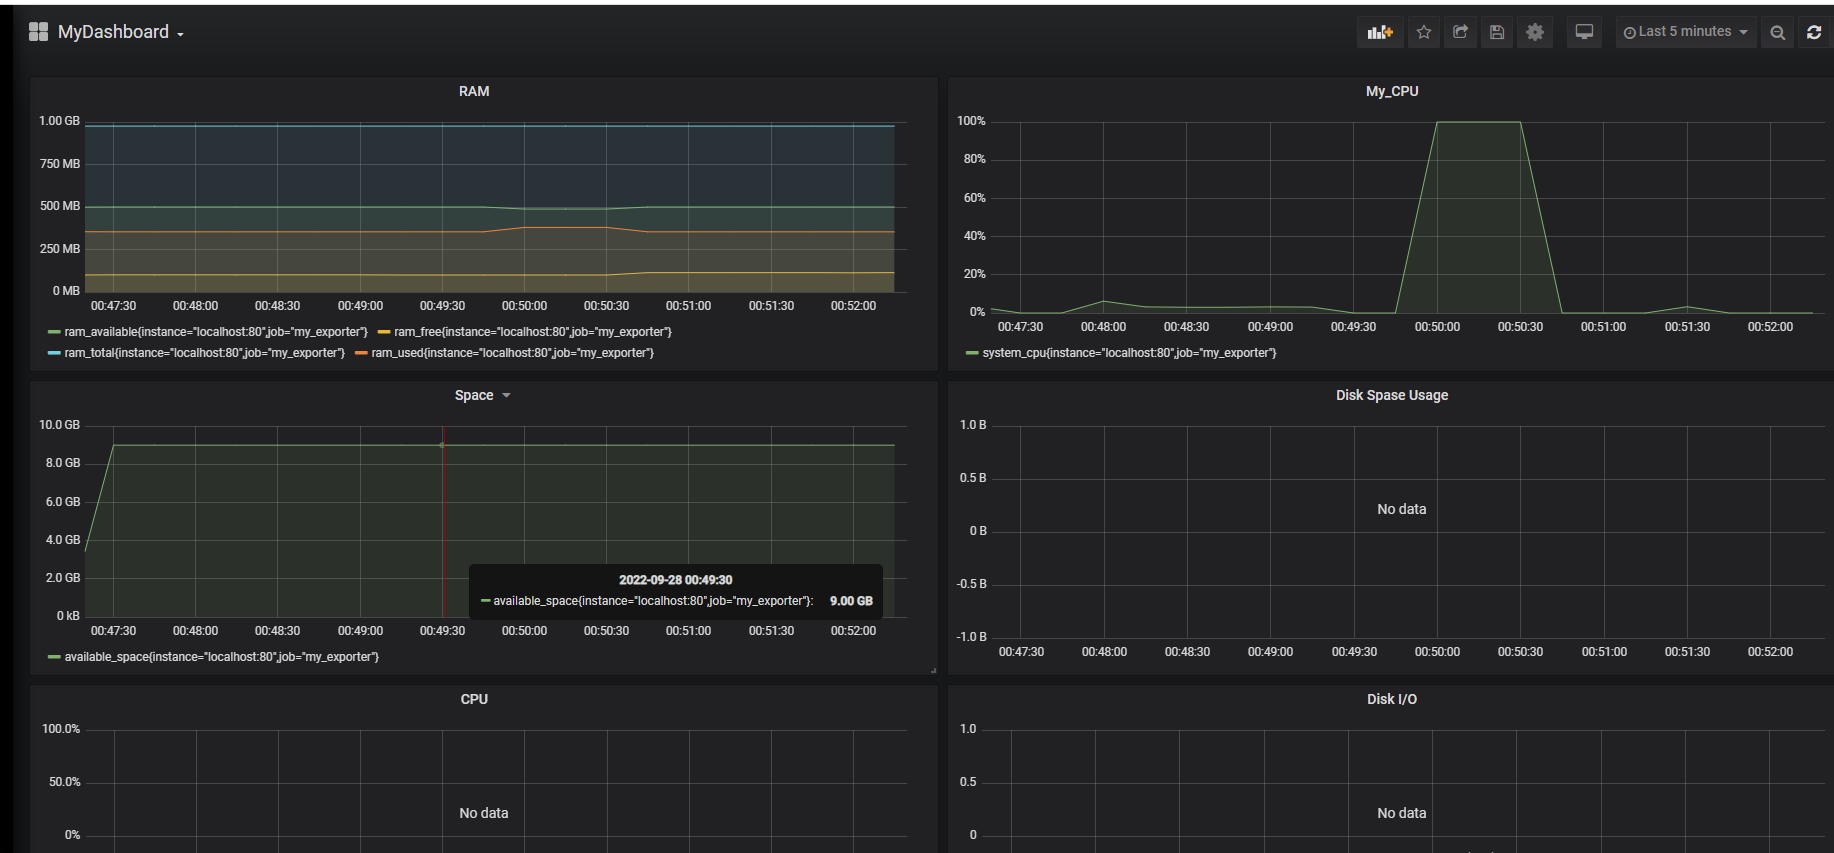 MyDashboard
Last 5 minutes
RAM
1.00 GB
750 MB
500 MB
250 MB
0 MB
00:47:30 00:48:00 00:48:30 00:49:00 00:49:30 00:50:00 00:50:30 00:51:00 00:51:30 00:52:00
ram_available{instance="localhost:80",job="my_exporter"} ram_free{instance="localhost:80",job="my_exporter"}
ram_total{instance="localhost:80",job="my_exporter"} ram_used{instance="localhost:80",job="my_exporter"}
My_CPU
100%
80%
60%
40%
20%
0%
00:47:30 00:48:00 00:48:30 00:49:00 00:49:30 00:50:00 00:50:30 00:51:00 00:51:30 00:52:00
system_cpu{instance="localhost:80",job="my_exporter"}
Space
10.0 GB
8.0 GB
6.0 GB
4.0 GB
2.0 GB
0 kB
2022-09-28 00:49:30
available_space{instance="localhost:80",job="my_exporter"}: 9.00 GB
00:47:30 00:48:00 00:48:30 00:49:00 00:49:30 00:50:00 00:50:30 00:51:00 00:51:30 00:52:00
available_space{instance="localhost:80",job="my_exporter"}
Disk Spase Usage
1.0 B
0.5 B
No data
0 B
-0.5 B
-1.0 B
00:47:30 00:48:00 00:48:30 00:49:00 00:49:30 00:50:00 00:50:30 00:51:00 00:51:30 00:52:00
CPU
100.0%
50.0%
No data
0%
Disk I/O
1.0
0.5
No data
0